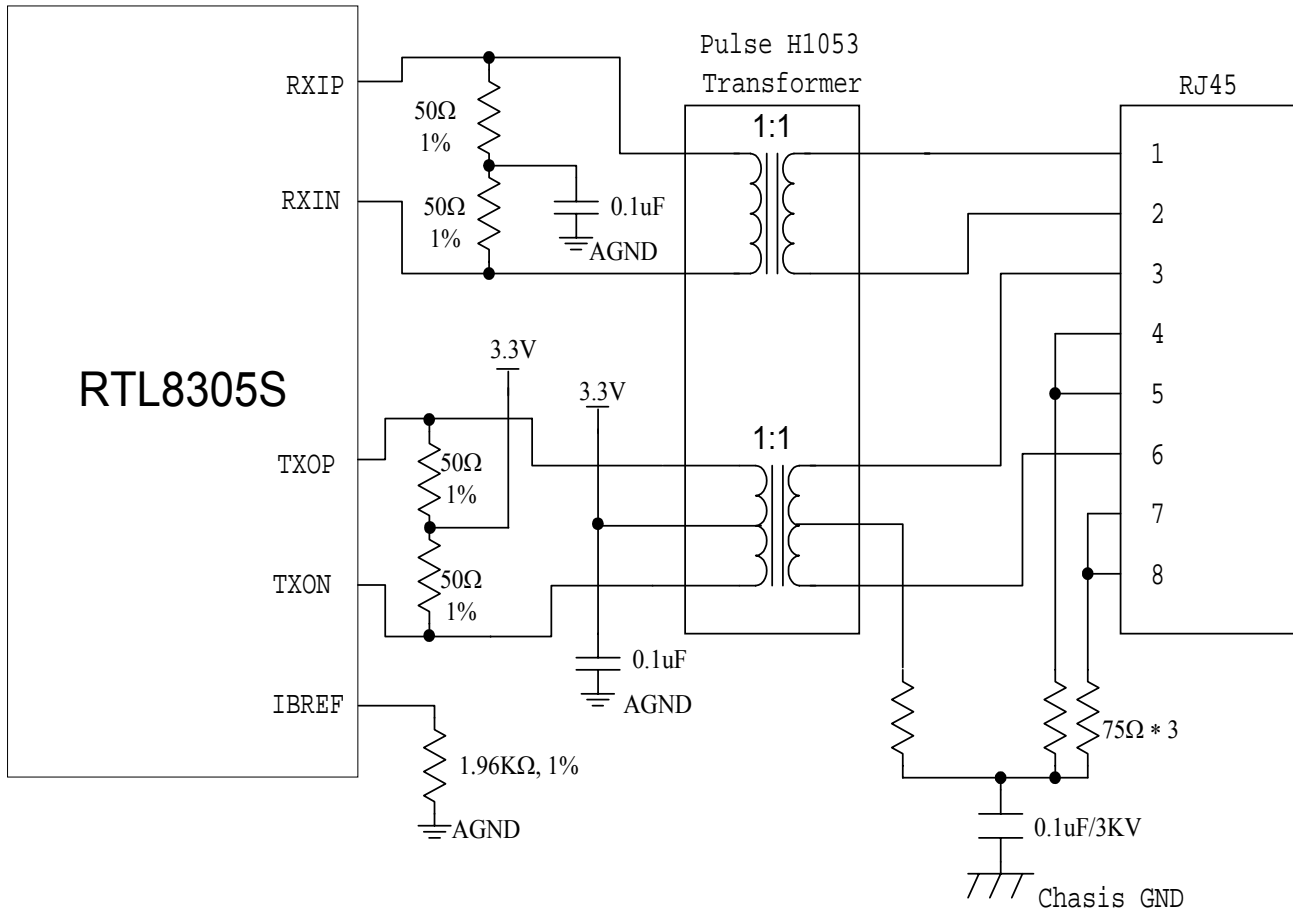 Pulse H1053
Transformer
RJ45
RXIP
50Ω
1%
1:1
1
RXIN
50Ω
1%
0.1uF
AGND
2
3
3.3V
3.3V
4
RTL8305S
5
1:1
TXOP
50Ω
1%
6
7
TXON
50Ω
1%
8
0.1uF
AGND
IBREF
75Ω * 3
1.96KΩ, 1%
AGND
0.1uF/3KV
Chasis GND